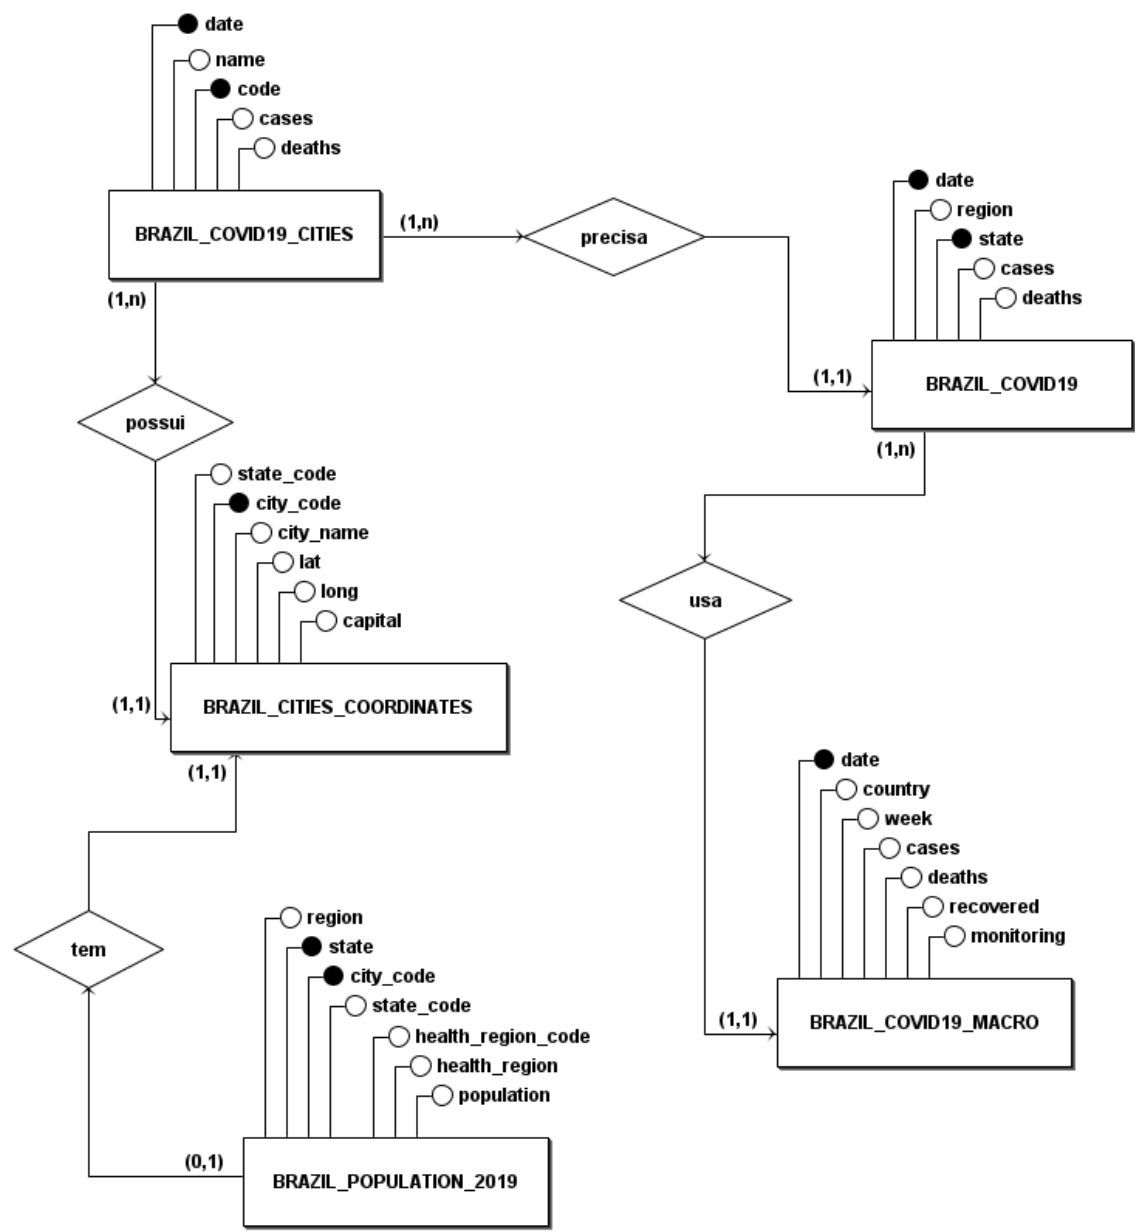 date
name
code
cases
deaths
BRAZIL_COVID19_CITIES
(1,n)
precisa
(1,n)
date
region
state
cases
deaths
(1,1)
BRAZIL_COVID19
(1,n)
possui
state_code
city_code
city_name
lat
long
capital
(1,1)
BRAZIL_CITIES_COORDINATES
(1,1)
usa
date
country
week
cases
deaths
recovered
monitoring
(1,1)
BRAZIL_COVID19_MACRO
tem
region
state
city_code
state_code
health_region_code
health_region
population
(0,1)
BRAZIL_POPULATION_2019